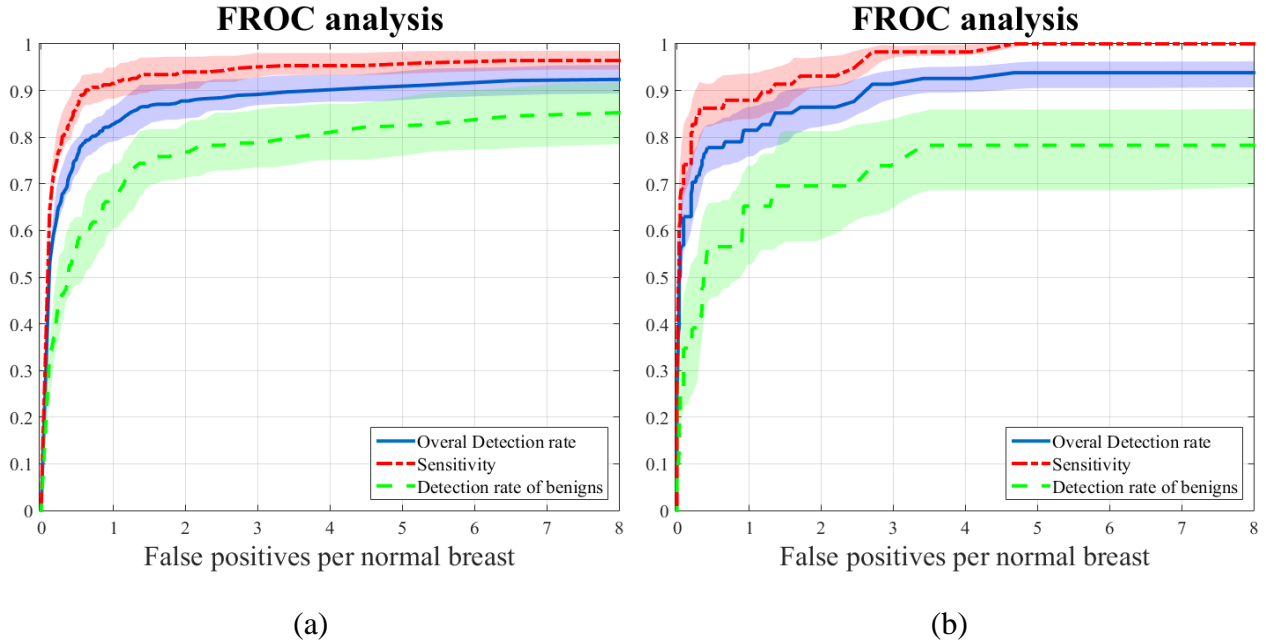 FROC analysis
1
0.9
0.8
0.7
0.6
0.5
0.4
0.3
0.2
0.1
0
Overal Detection rate
Sensitivity
Detection rate of benigns
0 1 2 3 4 5 6 7 8
False positives per normal breast
(a)
FROC analysis
1
0.9
0.8
0.7
0.6
0.5
0.4
0.3
0.2
0.1
0
Overal Detection rate
Sensitivity
Detection rate of benigns
0 1 2 3 4 5 6 7 8
False positives per normal breast
(b)